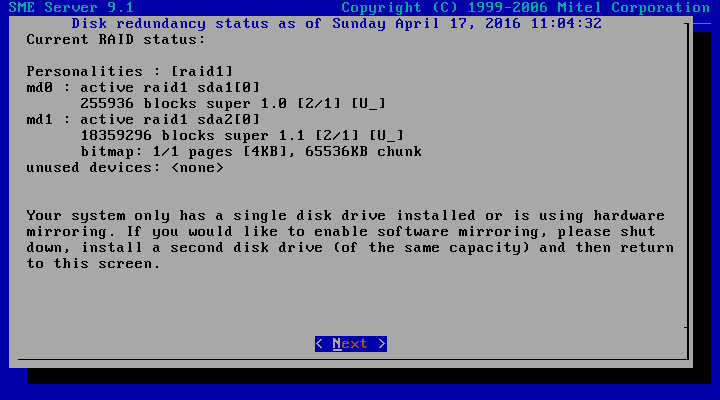 SME Server 9.1 Copyright (C) 1999-2006 Mitel Corporation
Disk redundancy status as of Sunday April 17, 2016 11:04:32
Current RAID status:
Personalities : [raid1]
md0 : active raid1 sda1[0]
255936 blocks super 1.0 [2/1] [U_]
md1 : active raid1 sda2[0]
18359296 blocks super 1.1 [2/1] [U_]
bitmap: 1/1 pages [4KB], 65536KB chunk
unused devices: <none>
Your system only has a single disk drive installed or is using hardware
mirroring. If you would like to enable software mirroring, please shut
down, install a second disk drive (of the same capacity) and then return
to this screen.
< Next >